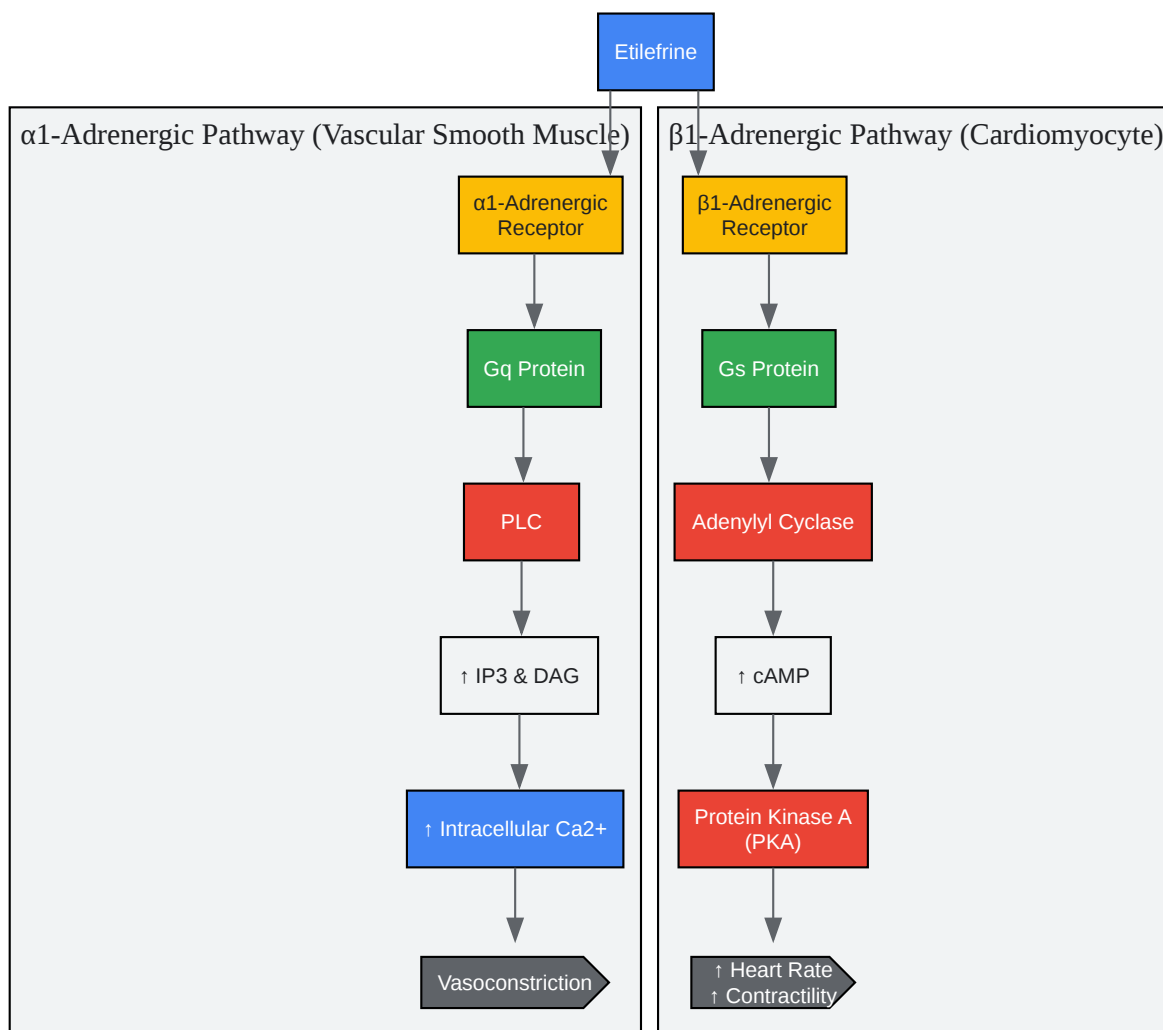 Etilefrine
α1-Adrenergic Pathway (Vascular Smooth Muscle)
α1-Adrenergic
Receptor
Gq Protein
PLC
↑ IP3 & DAG
↑ Intracellular Ca2+
Vasoconstriction
β1-Adrenergic Pathway (Cardiomyocyte)
β1-Adrenergic
Receptor
Gs Protein
Adenylyl Cyclase
↑ cAMP
Protein Kinase A
(PKA)
↑ Heart Rate
↑ Contractility